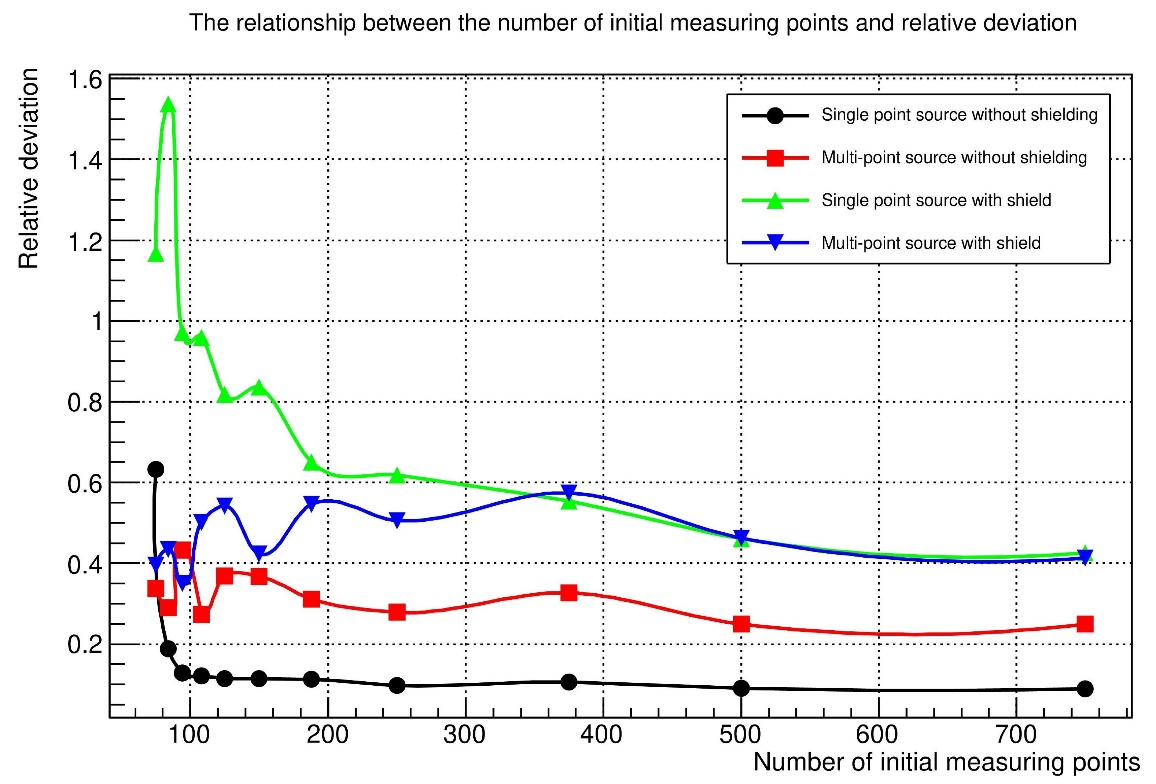 The relationship between the number of initial measuring points and relative deviation
Relative deviation
1.6
1.4
1.2
1
0.8
0.6
0.4
0.2
Single point source without shielding
Multi-point source without shielding
Single point source with shield
Multi-point source with shield
100 200 300 400 500 600 700
Number of initial measuring points